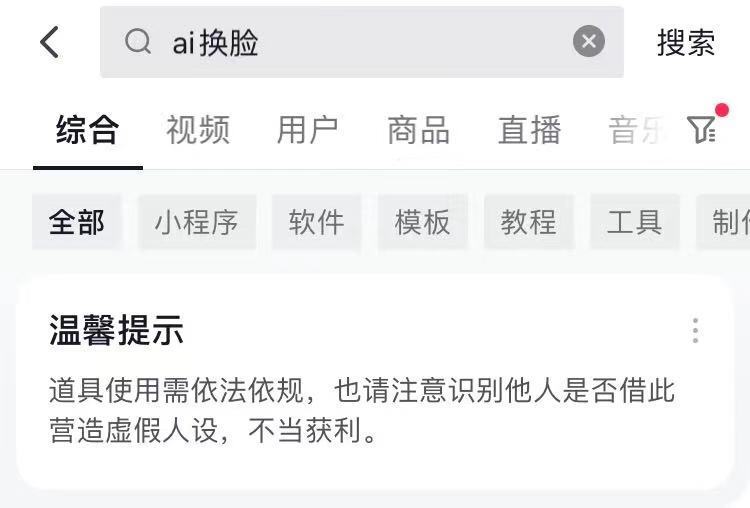 ai换脸 搜索
综合 视频 用户 商品 直播 音乐
全部 小程序 软件 模板 教程 工具 制作
温馨提示
道具使用需依法依规，也请注意识别他人是否借此
营造虚假人设，不当获利。